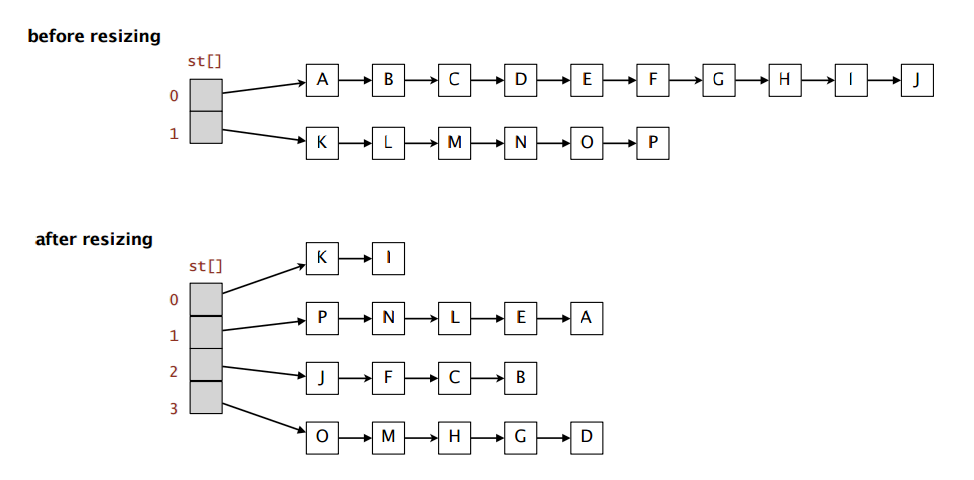 before resizing
st[]
0 A B C D E F G H I J
1 K L M N O P
after resizing
st[]
0 K I
1 P N L E A
2 J F C B
3 O M H G D